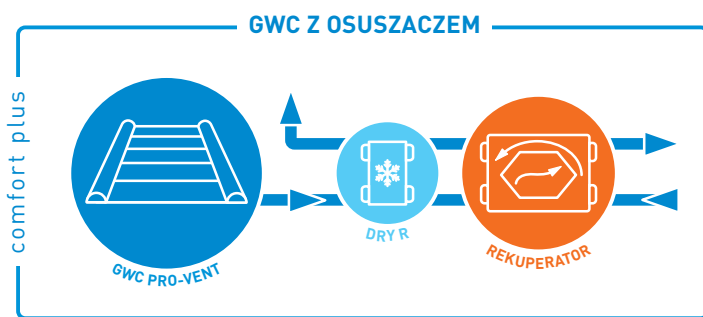 GWC Z OSUSZACZEM
comfort plus
GWC PRO-VENT
DRY R
REKUPERATOR